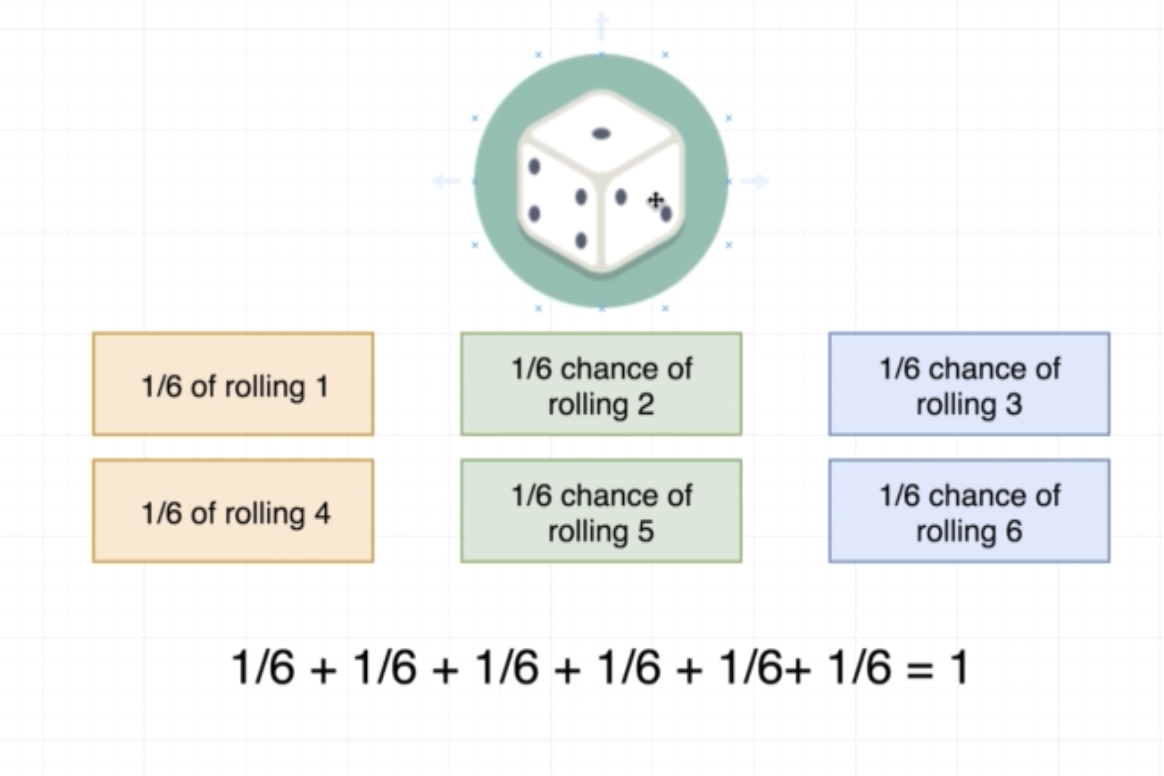 1/6 of rolling 1
1/6 chance of
rolling 2
1/6 chance of
rolling 3
1/6 of rolling 4
1/6 chance of
rolling 5
1/6 chance of
rolling 6
1/6 + 1/6 + 1/6 + 1/6 + 1/6+ 1/6 = 1